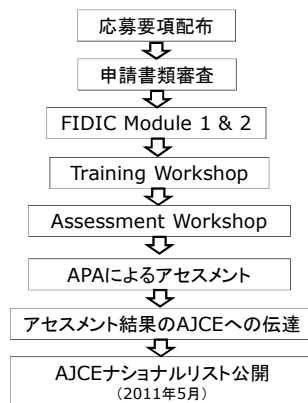 応募要項配布
申請書類審査
FIDIC Module 1 & 2
Training Workshop
Assessment Workshop
APAによるアセスメント
アセスメント結果のAJCEへの伝達
AJCEナショナルリスト公開
（2011年5月）